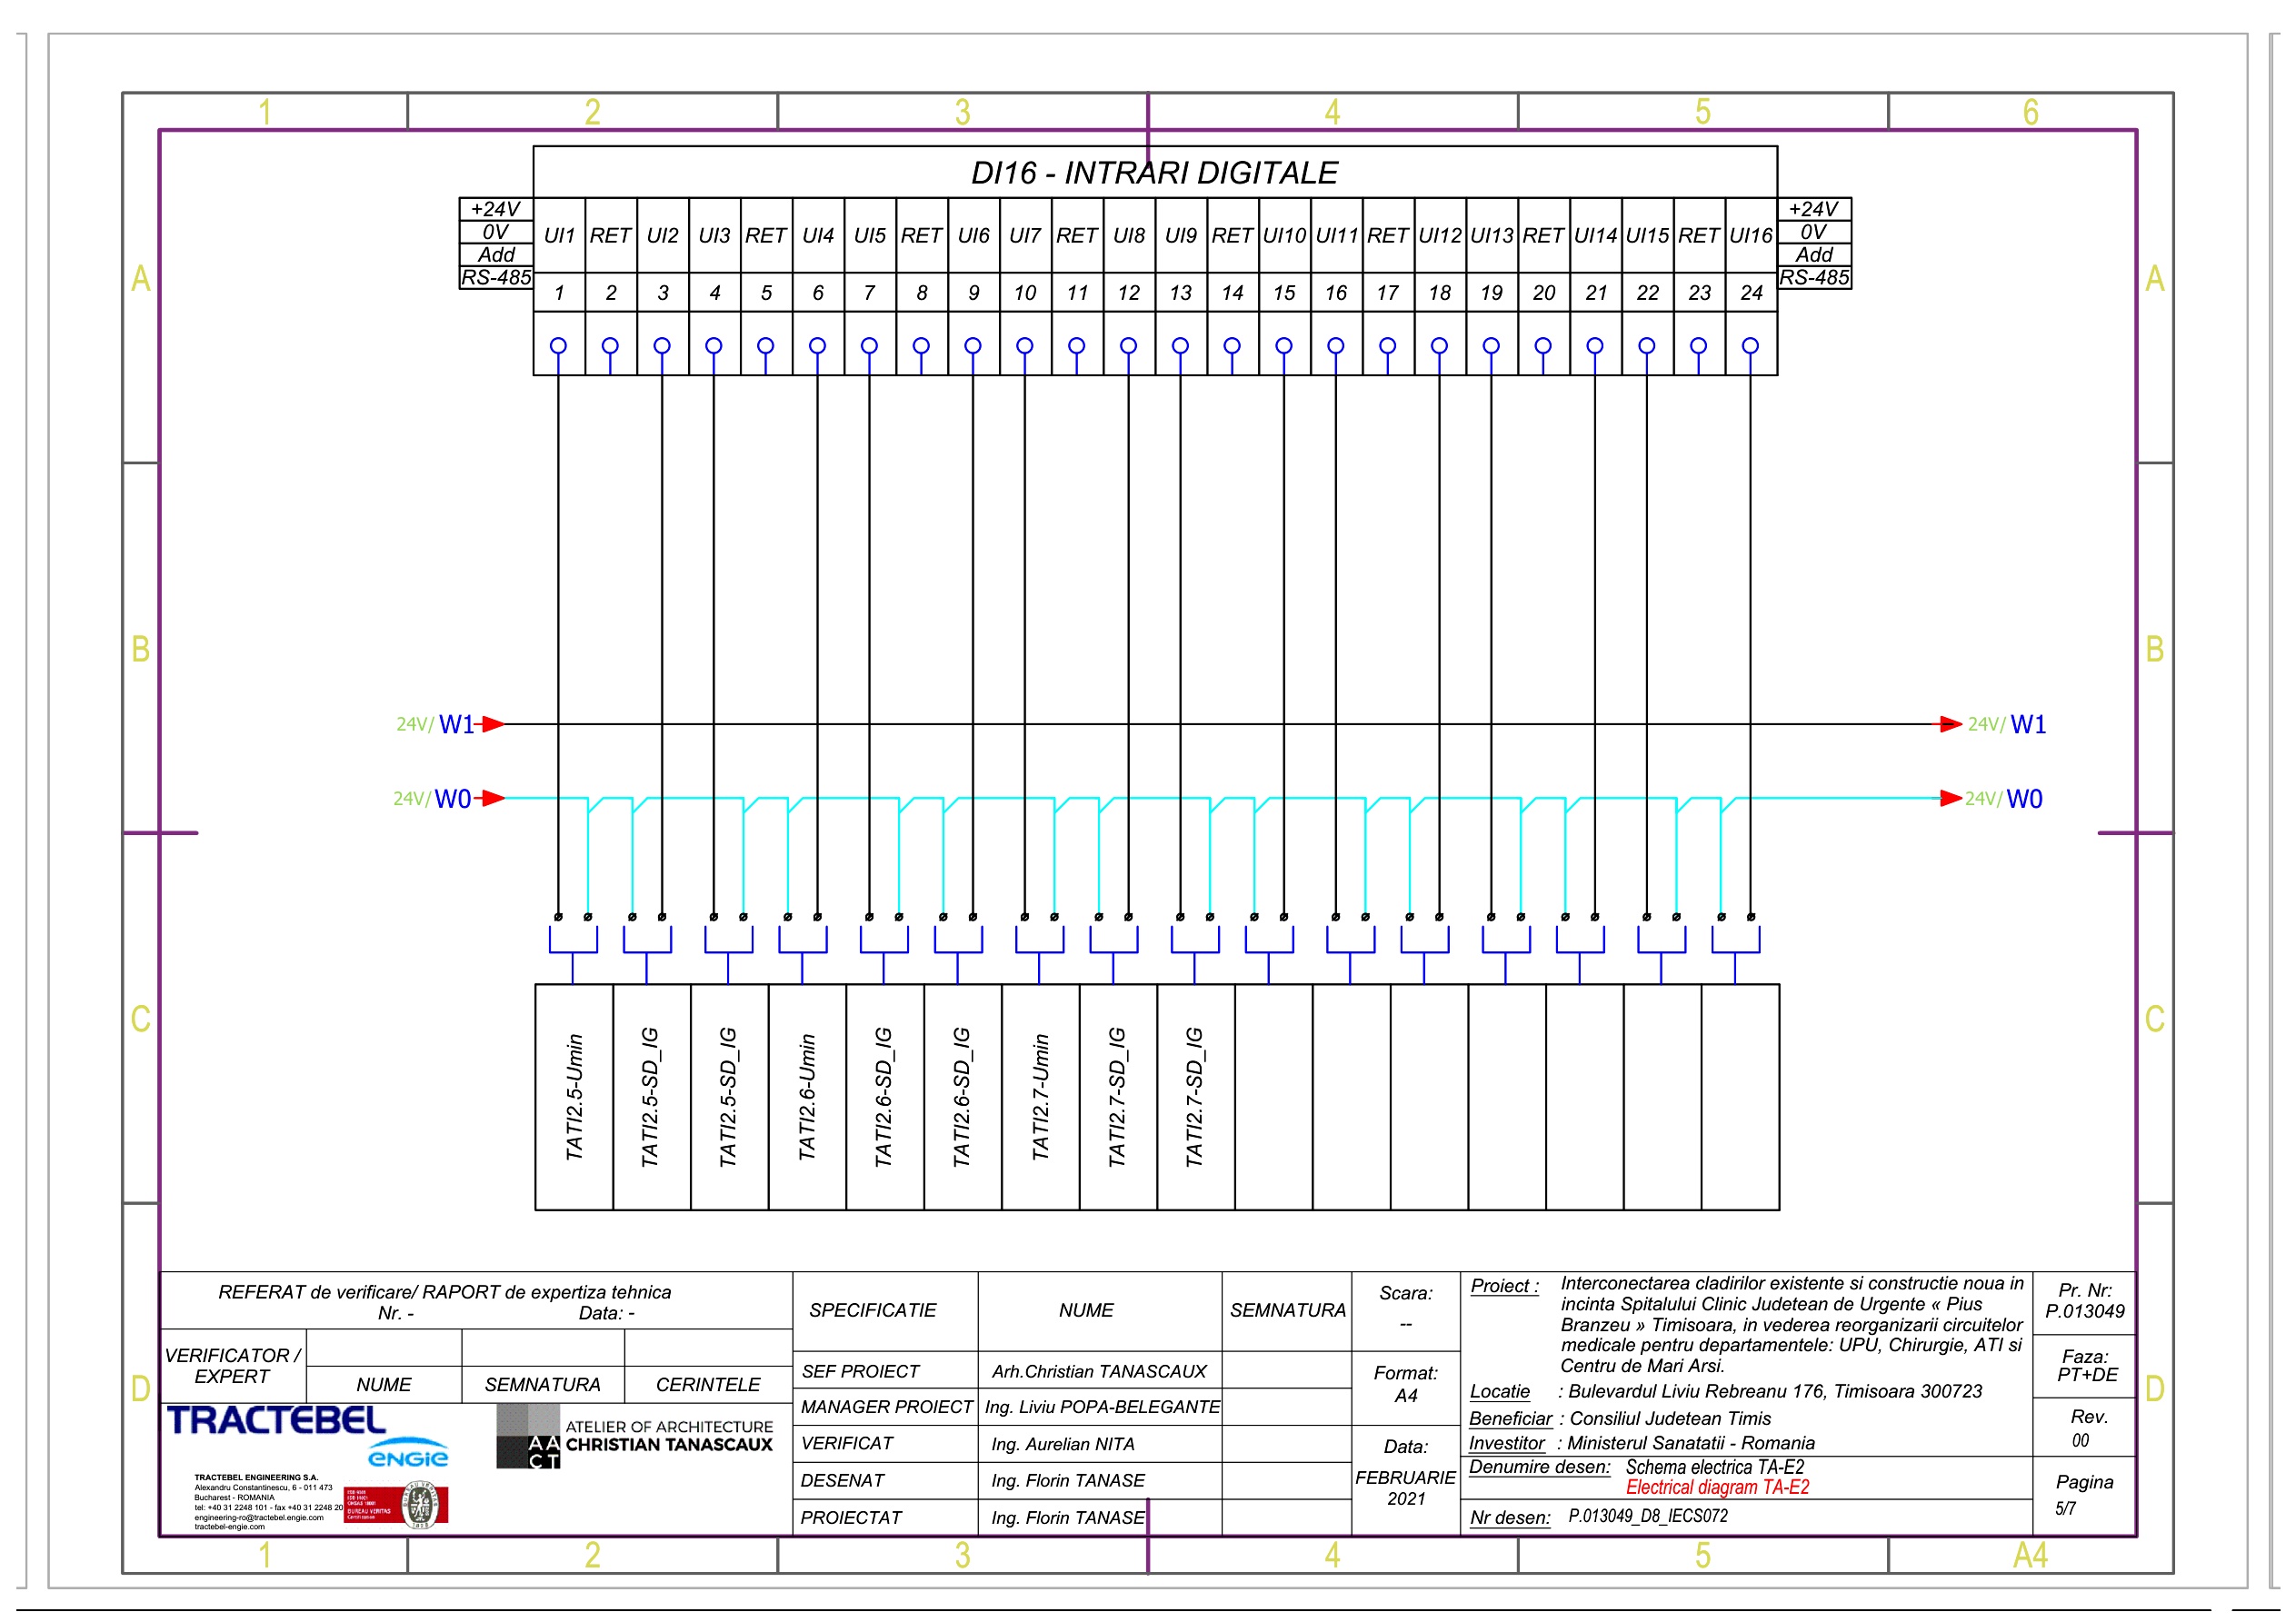 1 2 3 4 5 6
DI16 - INTRARI DIGITALE
+24V
0V
Add
RS-485
UI1 RET UI2 UI3 RET UI4 UI5 RET UI6 UI7 RET UI8 UI9 RET UI10 UI11 RET UI12 UI13 RET UI14 UI15 RET UI16
1 2 3 4 5 6 7 8 9 10 11 12 13 14 15 16 17 18 19 20 21 22 23 24
+24V
0V
Add
RS-485
A A
B B
24V/ W1 24V/ W1
24V/ W0 24V/ W0
C C
TATI2.5-Umin
TATI2.5-SD_IG
TATI2.5-SD_IG
TATI2.6-Umin
TATI2.6-SD_IG
TATI2.6-SD_IG
TATI2.7-Umin
TATI2.7-SD_IG
TATI2.7-SD_IG
D D
REFERAT de verificare/ RAPORT de expertiza tehnica
Nr. - Data: -
VERIFICATOR /
EXPERT
NUME SEMNATURA CERINTELE
TRACTEBEL
ENGIE
TRACTEBEL ENGINEERING S.A.
Alexandru Constantinescu, 6 - 011 473
Bucharest - ROMANIA
tel: +40 31 2248 101 - fax +40 31 2248 20
engineering-ro@tractebel.engie.com
tractebel-engie.com
BUREAU VERITAS
Certification
AA
CT
ATELIER OF ARCHITECTURE
CHRISTIAN TANASCAUX
SPECIFICATIE NUME SEMNATURA
SEF PROIECT Arh.Christian TANASCAUX
MANAGER PROIECT Ing. Liviu POPA-BELEGANTE
VERIFICAT Ing. Aurelian NITA
DESENAT Ing. Florin TANASE
PROIECTAT Ing. Florin TANASE
Scara:
--
Format:
A4
Data:
FEBRUARIE
2021
Proiect : Interconectarea cladirilor existente si constructie noua in
incinta Spitalului Clinic Judetean de Urgente « Pius
Branzeu » Timisoara, in vederea reorganizarii circuitelor
medicale pentru departamentele: UPU, Chirurgie, ATI si
Centru de Mari Arsi.
Locatie : Bulevardul Liviu Rebreanu 176, Timisoara 300723
Beneficiar : Consiliul Judetean Timis
Investitor : Ministerul Sanatatii - Romania
Denumire desen: Schema electrica TA-E2
Electrical diagram TA-E2
Nr desen: P.013049_D8_IECS072
Pr. Nr:
P.013049
Faza:
PT+DE
Rev.
00
Pagina
5/7
1 2 3 4 5 A4